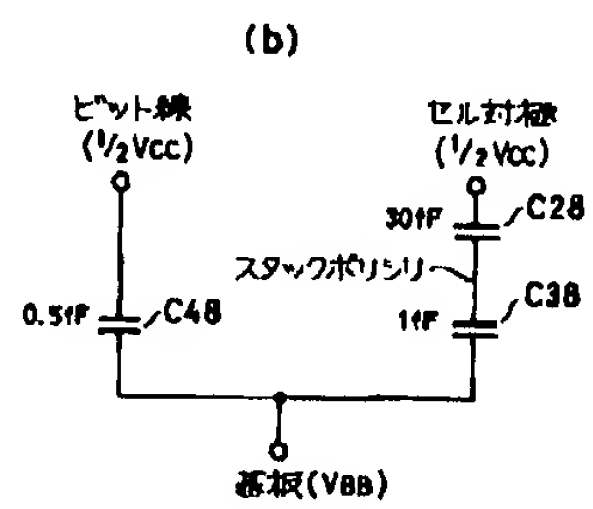 (b)
ビット線
(1/2VCC)
セル対極
(1/2VCC)
30fF
C28
スタックポリシリ
C38
0.5fF
C48
1fF
基板(VBB)